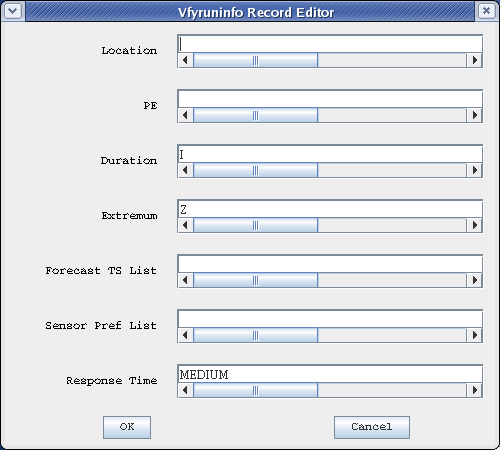 Vfyruninfo Record Editor
Location
PE
Duration I
Extremum Z
Forecast TS List
Sensor Pref List
Response Time MEDIUM
OK Cancel